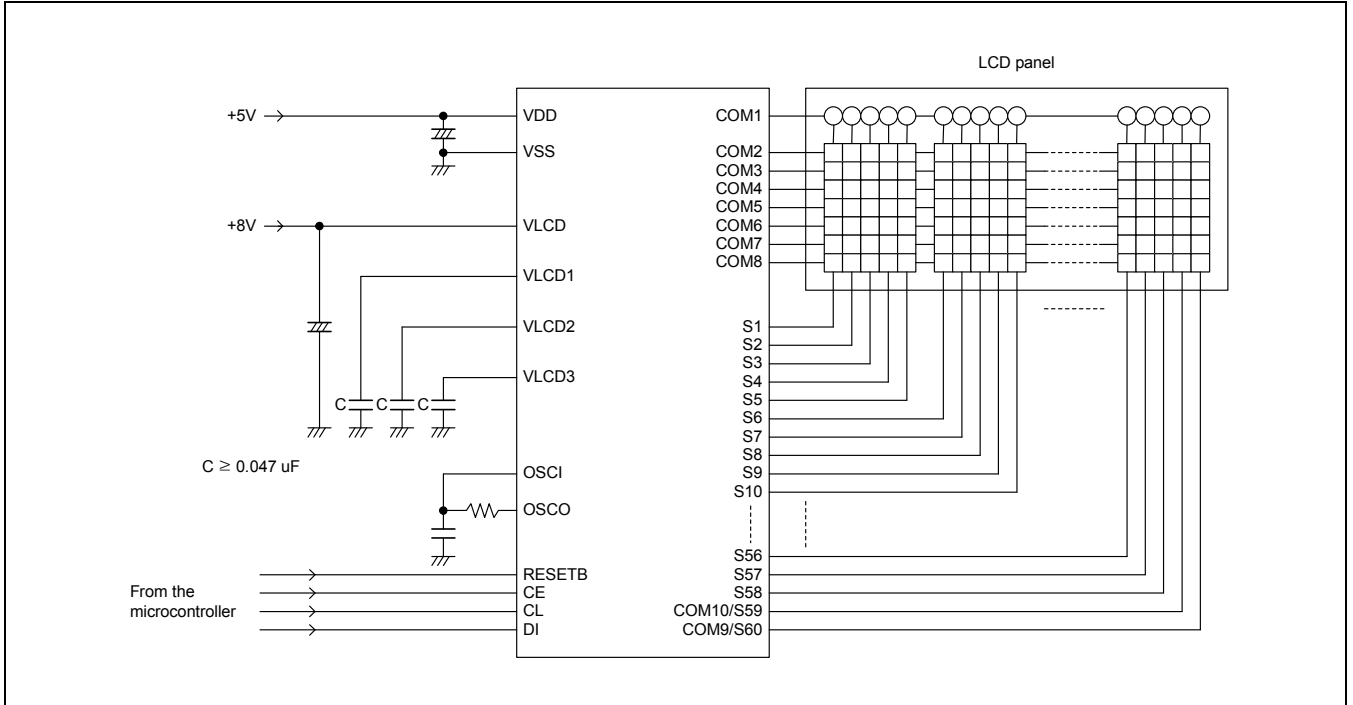 LCD panel
+5V
VDD
COM1
VSS
COM2
COM3
COM4
COM5
+8V
VLCD
COM6
COM7
COM8
VLCD1
VLCD2
S1
S2
S3
VLCD3
S4
C
C
C
S5
S6
S7
S8
C ≥ 0.047 uF
OSCI
S9
S10
OSCO
S56
From the
microcontroller
RESETB
S57
CE
S58
CL
COM10/S59
DI
COM9/S60